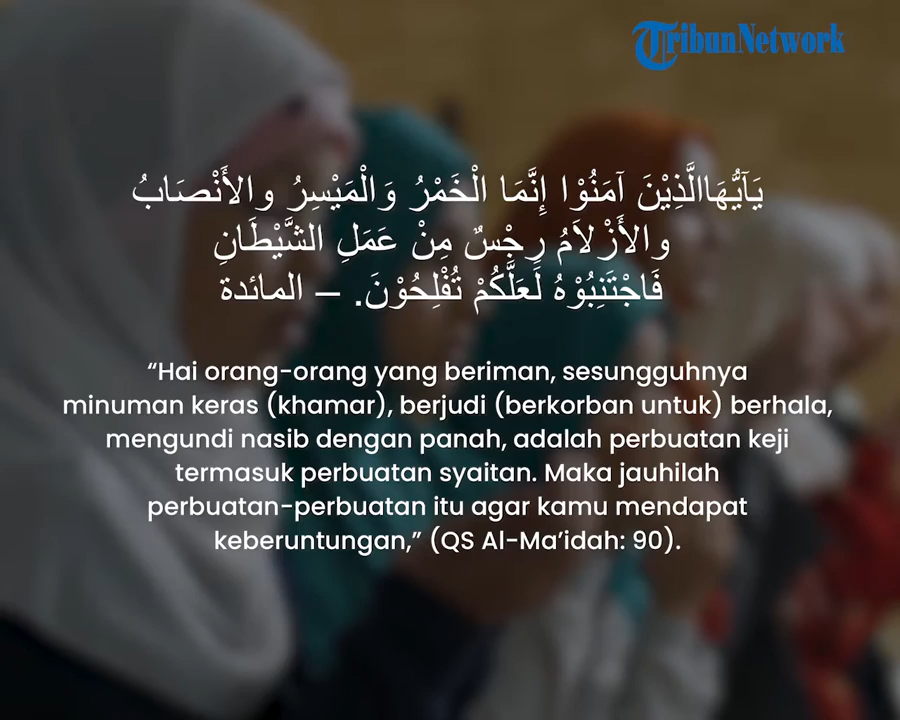 TribunNetwork
يَآيُّهَاالَّذِيْنَ آمَنُوْا إِنَّمَا الْخَمْرُ وَالْمَيْسِرُ والأَنْصَابُ
والأَزْلاَمُ رِجْسٌ مِنْ عَمَلِ الشَّيْطَانِ
فَاجْتَنِبُوْهُ لَعَلَّكُمْ تُفْلِحُوْنَ. – المائدة
“Hai orang-orang yang beriman, sesungguhnya
minuman keras (khamar), berjudi (berkorban untuk) berhala,
mengundi nasib dengan panah, adalah perbuatan keji
termasuk perbuatan syaitan. Maka jauhilah
perbuatan-perbuatan itu agar kamu mendapat
keberuntungan,” (QS Al-Ma’idah: 90).